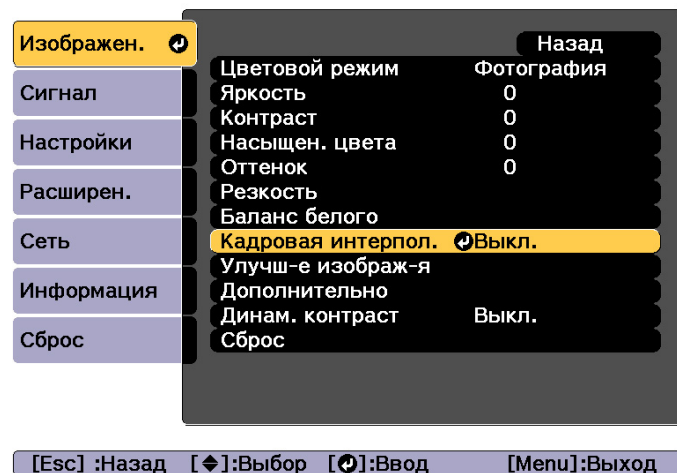 Изображен.
Сигнал
Настройки
Расширен.
Сеть
Информация
Сброс
Назад
Цветовой режим Фотография
Яркость 0
Контраст 0
Насыщен. цвета 0
Оттенок 0
Резкость
Баланс белого
Кадровая интерпол. Выкл.
Улучш-е изображ-я
Дополнительно
Динам. контраст Выкл.
Сброс
[Esc] :Назад [◆]:Выбор [↵]:Ввод [Menu]:Выход